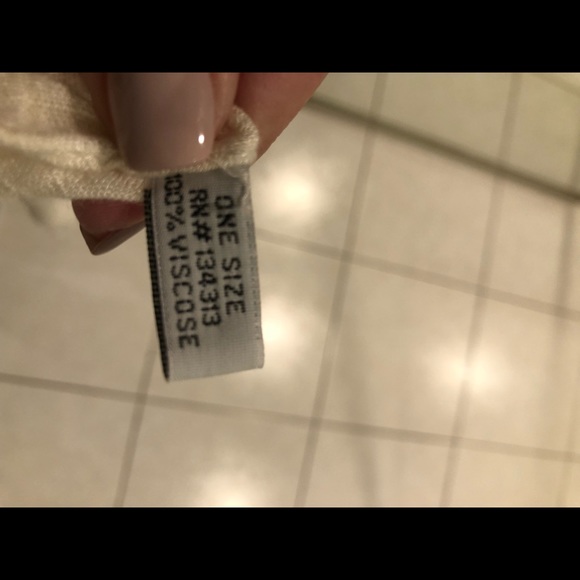 ONE SIZE
RN# 134313
100% VISCOSE